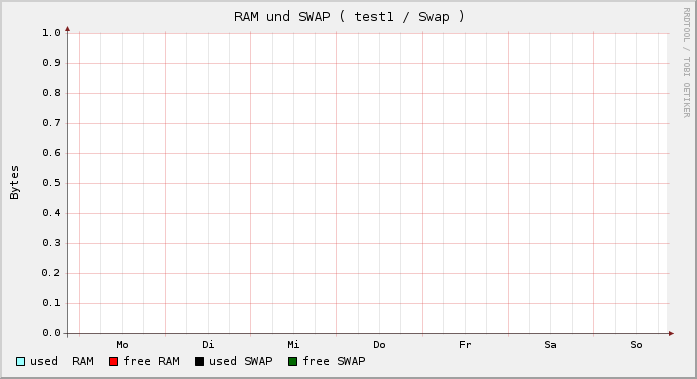 RAM und SWAP ( test1 / Swap )
RRDTOOL / TOBI OETIKER
Bytes
1.0
0.9
0.8
0.7
0.6
0.5
0.4
0.3
0.2
0.1
0.0
Mo Di Mi Do Fr Sa So
used  RAM free RAM used SWAP free SWAP